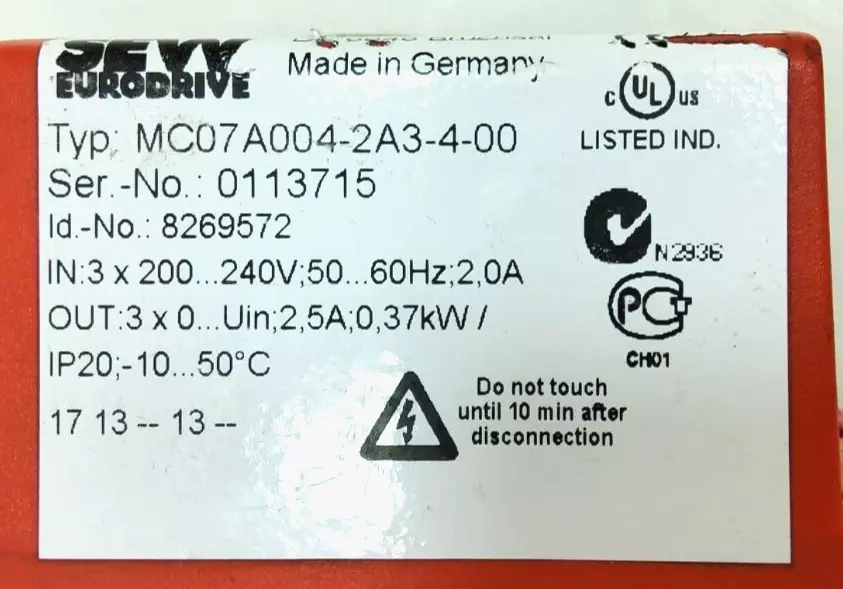 SEW
EURODRIVE
Made in Germany
c UL us
LISTED IND.
Typ: MC07A004-2A3-4-00
Ser.-No.: 0113715
Id.-No.: 8269572
N2936
IN:3 x 200...240V;50...60Hz;2,0A
OUT:3 x 0...Uin;2,5A;0,37kW /
PCT
CH01
IP20;-10...50°C
17 13 -- 13 --
Do not touch
until 10 min after
disconnection